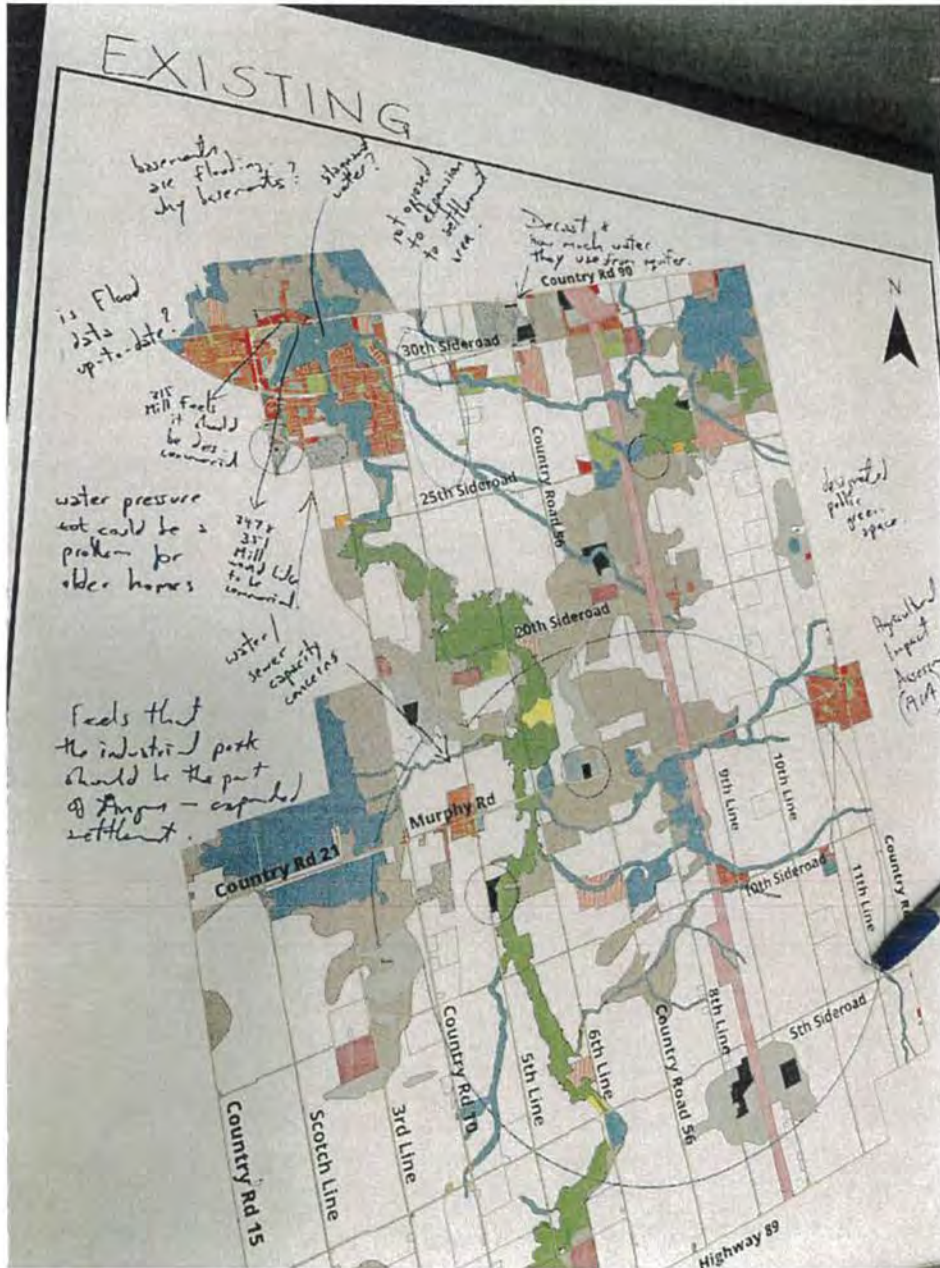 EXISTING
basements
are flooding?
why basements?
stagnant
water?
not opposed
to expansion
to settlement
area.
Decast &
how much water
they use from
County Rd 90
N
is flood
data
up-to-date?
30th Sideroad
315
Mill feels
it should
be des.
commercial
County Road 56
25th Sideroad
designated
public
green
space
water pressure
could be a
problem for
older homes
347 &
351
Mill
would like
to be
commercial.
20th Sideroad
water/
sewer
capacity
concerns
Agricultural
Impact
(AIA
Feels that
the industrial park
should be the part
of Angus - expanded
settlement.
Murphy Rd
Country Rd 21
9th Line
10th Line
10th Sideroad
11th Line
Country R
8th Line
5th Sideroad
Country Rd 10
5th Line
6th Line
Country Road 56
3rd Line
Scotch Line
Country Rd 15
Highway 89